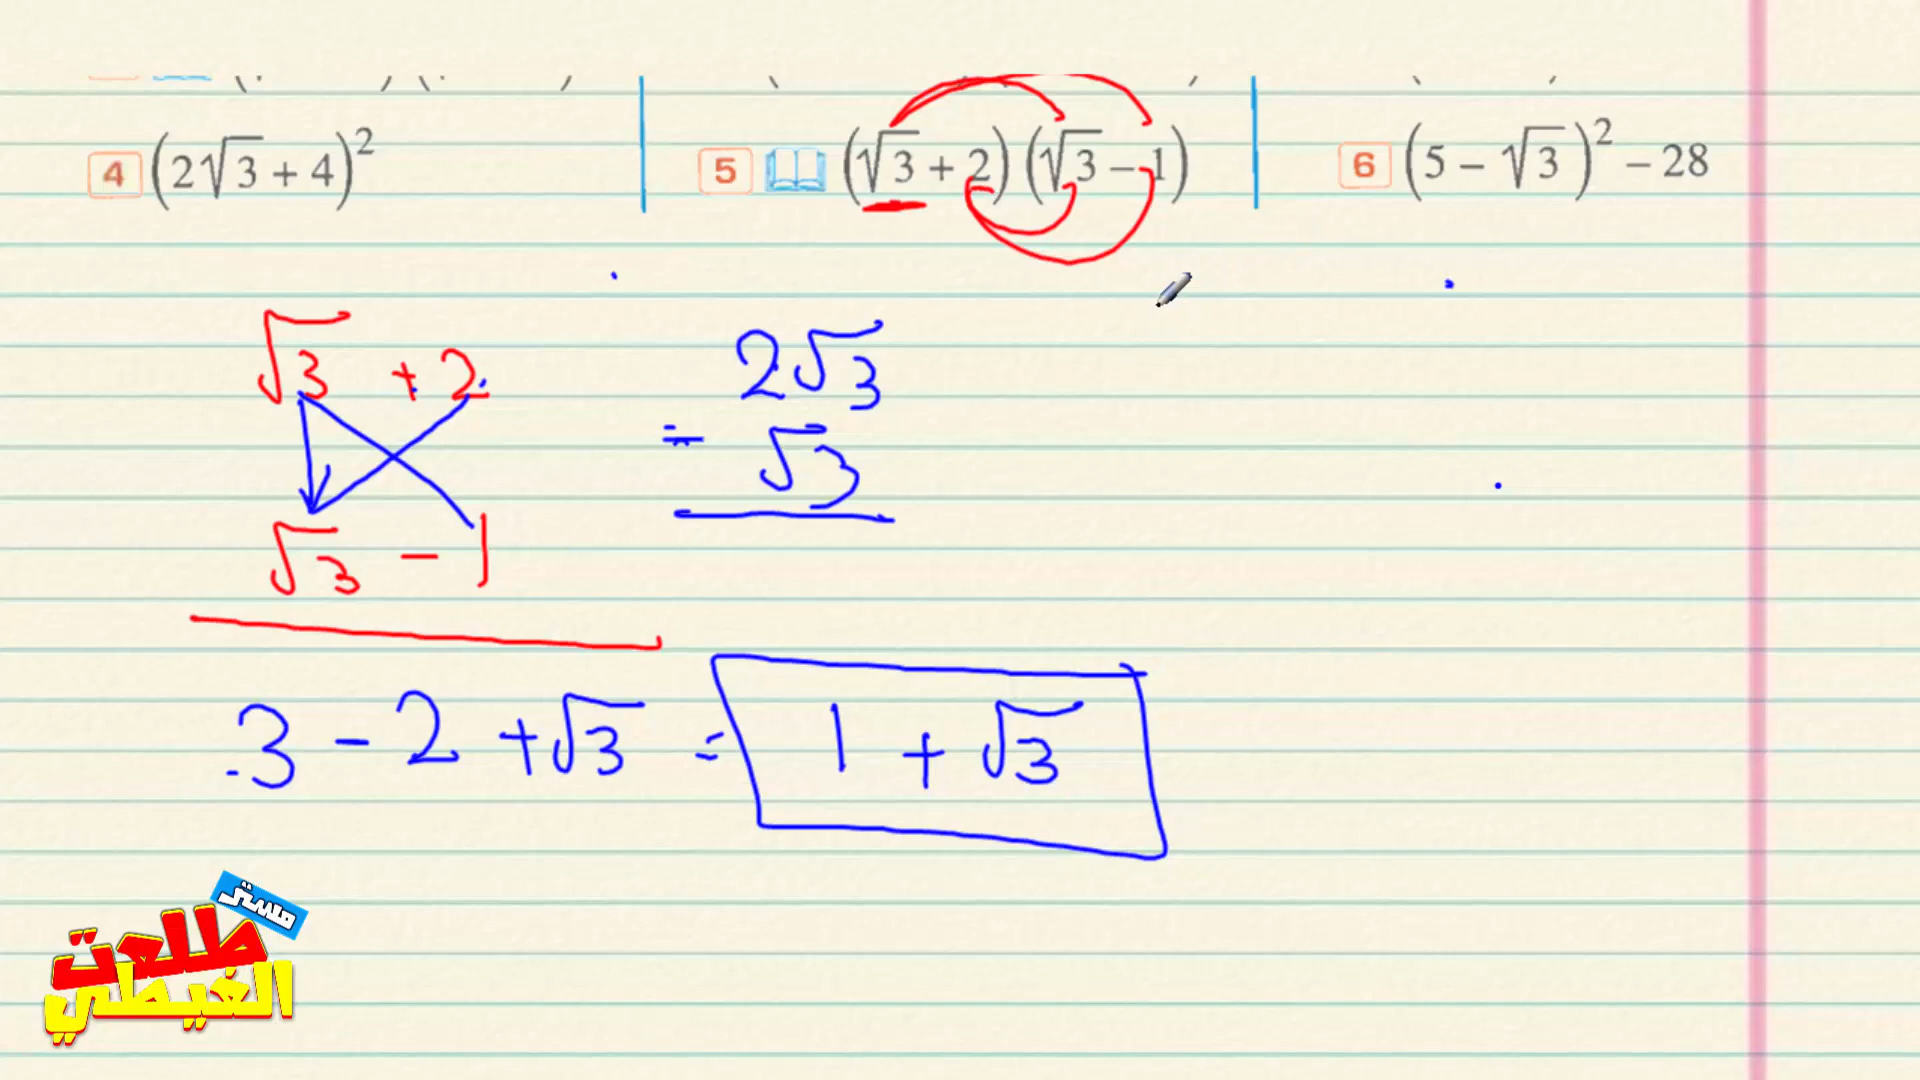 4 (2√3 + 4)²
5 (√3 + 2)(√3 − 1)
6 (5 − √3)² − 28
√3 + 2
√3 − 1
2√3
− √3
3 − 2 + √3 = 1 + √3
مستر
طلعت
الغيطي